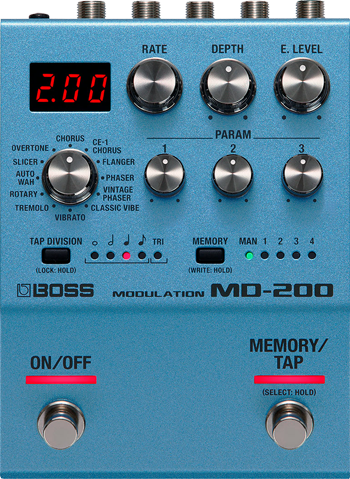 RATE DEPTH E. LEVEL
2.00
PARAM
1 2 3
CHORUS
CE-1
CHORUS
OVERTONE
FLANGER
SLICER
PHASER
AUTO
WAH
VINTAGE
PHASER
ROTARY
CLASSIC VIBE
TREMOLO
VIBRATO
TAP DIVISION
(LOCK: HOLD)
TRI
MEMORY
(WRITE: HOLD)
MAN 1 2 3 4
BOSS
MODULATION MD-200
ON/OFF
MEMORY/
TAP
(SELECT: HOLD)